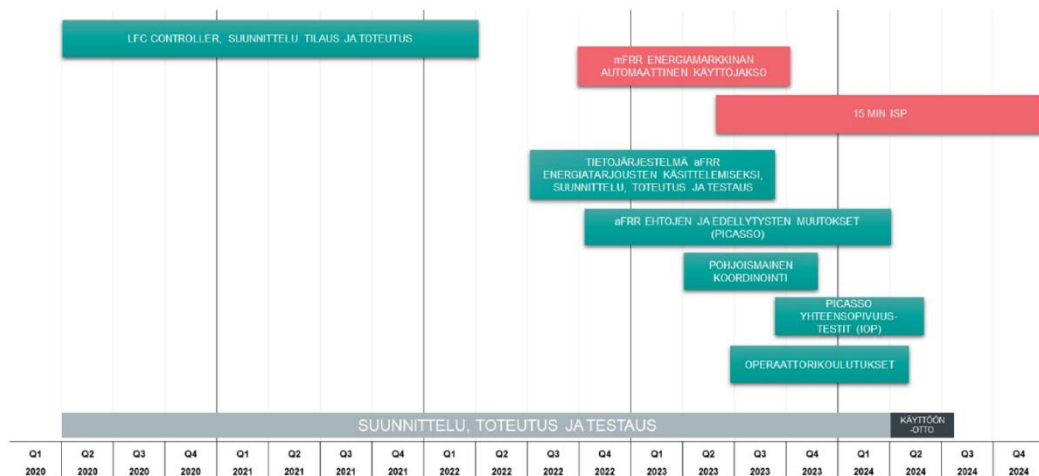 LFC CONTROLLER, SUUNNITTELU TILAUS JA TOTEUTUS
mFRR ENERGIAMARKKINAN
AUTOMAATTINEN KÄYTTÖJAKSO
15 MIN ISP
TIETOJÄRJESTELMÄ aFRR
ENERGIATARJOUSTEN KÄSITTELEMISEKSI,
SUUNNITTELU, TOTEUTUS JA TESTAUS
aFRR EHTOJEN JA EDELLYTYSTEN MUUTOKSET
(PICASSO)
POHJOISMAINEN
KOORDINOINTI
PICASSO
YHTEENSOPIVUUS-
TESTIT (IOP)
OPERAATTORIKOULUTUKSET
SUUNNITTELU, TOTEUTUS JA TESTAUS
KÄYTTÖÖN
-OTTO
Q1 Q2 Q3 Q4 Q1 Q2 Q3 Q4 Q1 Q2 Q3 Q4 Q1 Q2 Q3 Q4 Q1 Q2 Q3 Q4
2020 2020 2020 2020 2021 2021 2021 2021 2022 2022 2022 2022 2023 2023 2023 2023 2024 2024 2024 2024